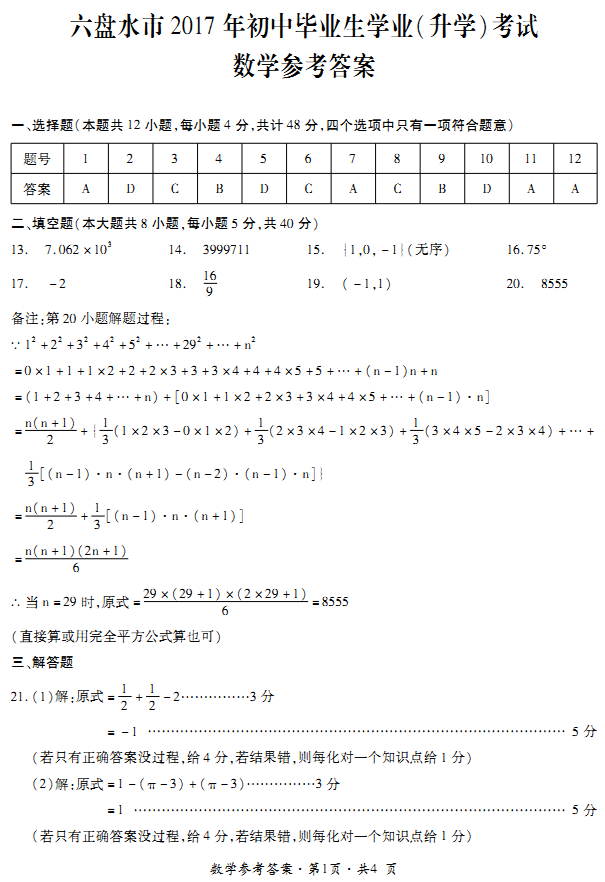 六盘水市 2017 年初中毕业生学业(升学)考试
数学参考答案
一、选择题(本题共 12 小题,每小题 4 分,共计 48 分,四个选项中只有一项符合题意)
题号 1 2 3 4 5 6 7 8 9 10 11 12
答案 A D C B D C A C B D A A
二、填空题(本大题共 8 小题,每小题 5 分,共 40 分)
13. 7.062×10³ 14. 3999711 15. {1,0,-1}(无序) 16. 75°
17. -2 18. 16/9 19. (-1,1) 20. 8555
备注:第 20 小题解题过程:
∵ 1²+2²+3²+4²+5²+…+29²+…+n²
=0×1+1+1×2+2+2×3+3+3×4+4+4×5+5+…+(n-1)n+n
=(1+2+3+4+…+n)+[0×1+1×2+2×3+3×4+4×5+…+(n-1)·n]
=n(n+1)/2+{1/3(1×2×3-0×1×2)+1/3(2×3×4-1×2×3)+1/3(3×4×5-2×3×4)+…+
1/3[(n-1)·n·(n+1)-(n-2)·(n-1)·n]}
=n(n+1)/2+1/3[(n-1)·n·(n+1)]
=n(n+1)(2n+1)/6
∴ 当 n=29 时,原式=29×(29+1)×(2×29+1)/6=8555
(直接算或用完全平方公式算也可)
三、解答题
21. (1)解:原式=1/2+1/2-2……………3 分
=-1 …………………………………………………………………… 5 分
(若只有正确答案没过程,给 4 分,若结果错,则每化对一个知识点给 1 分)
(2)解:原式=1-(π-3)+(π-3)……………3 分
=1 …………………………………………………………………… 5 分
(若只有正确答案没过程,给 4 分,若结果错,则每化对一个知识点给 1 分)
数学参考答案·第1页·共4 页